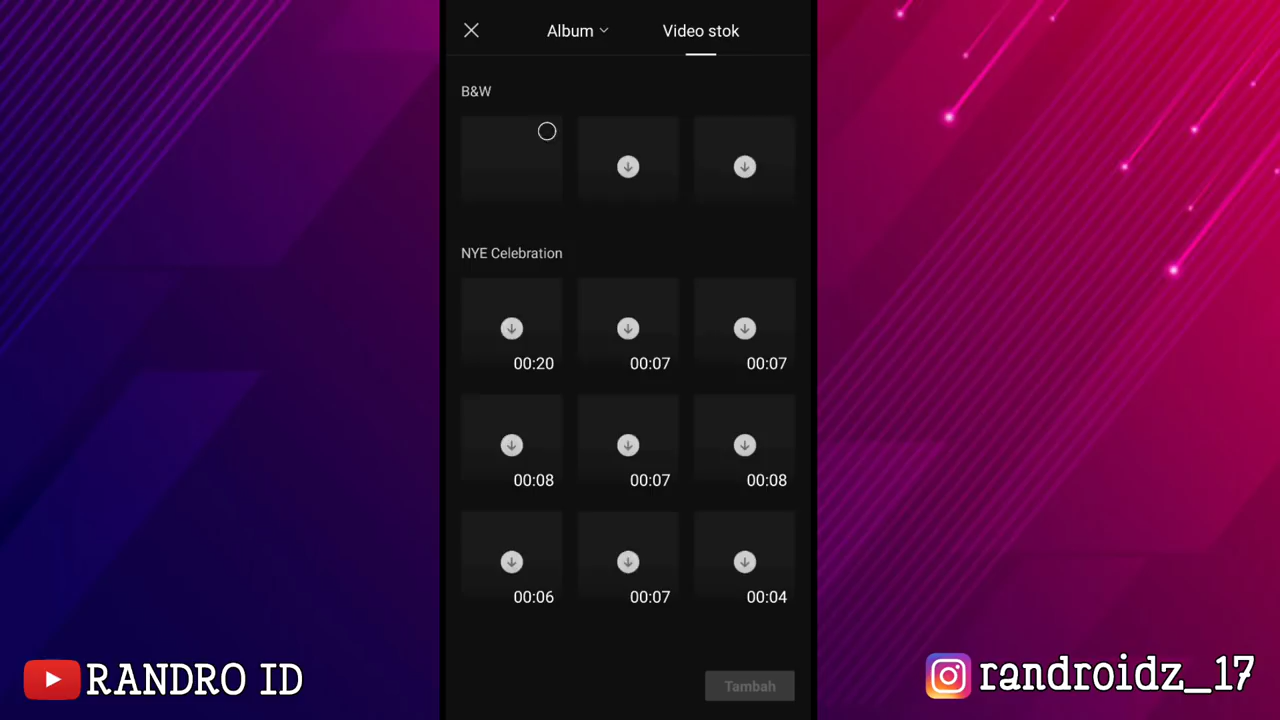 Album
Video stok
B&W
NYE Celebration
00:20
00:07
00:07
00:08
00:07
00:08
00:06
00:07
00:04
Tambah
RANDRO ID
randroidz_17